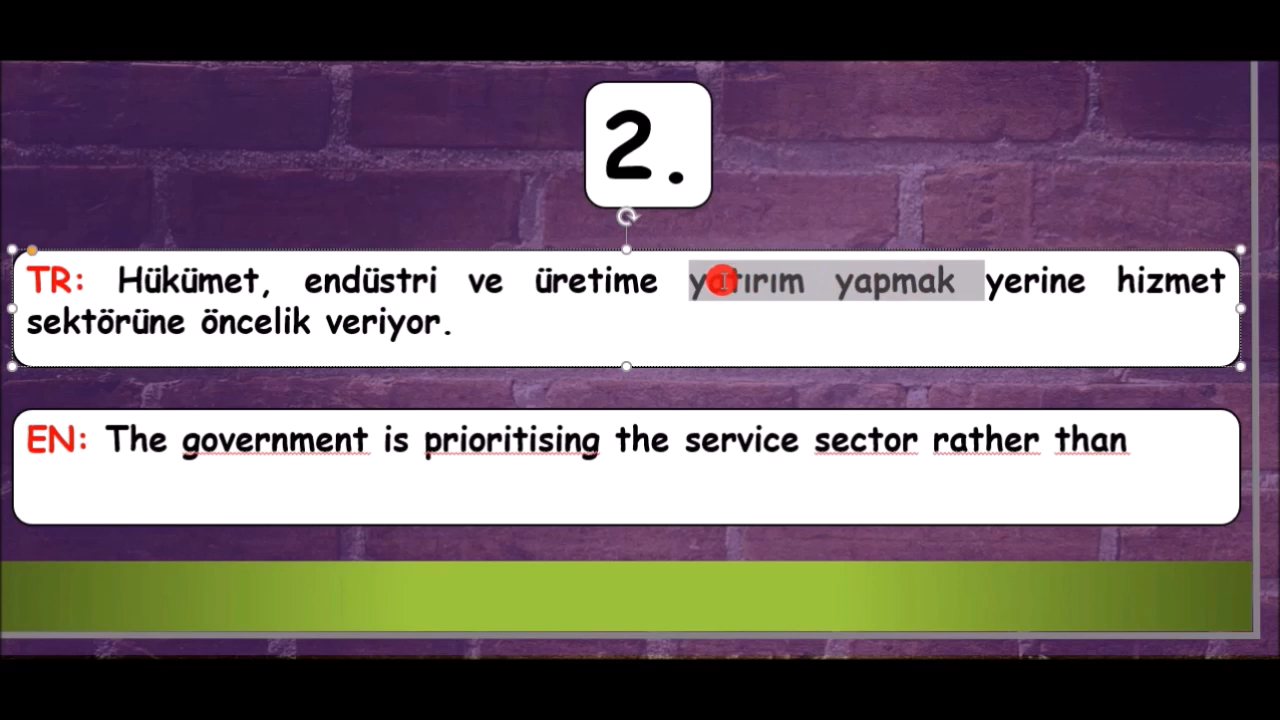 2.
TR: Hükümet, endüstri ve üretime yatırım yapmak yerine hizmet
sektörüne öncelik veriyor.
EN: The government is prioritising the service sector rather than